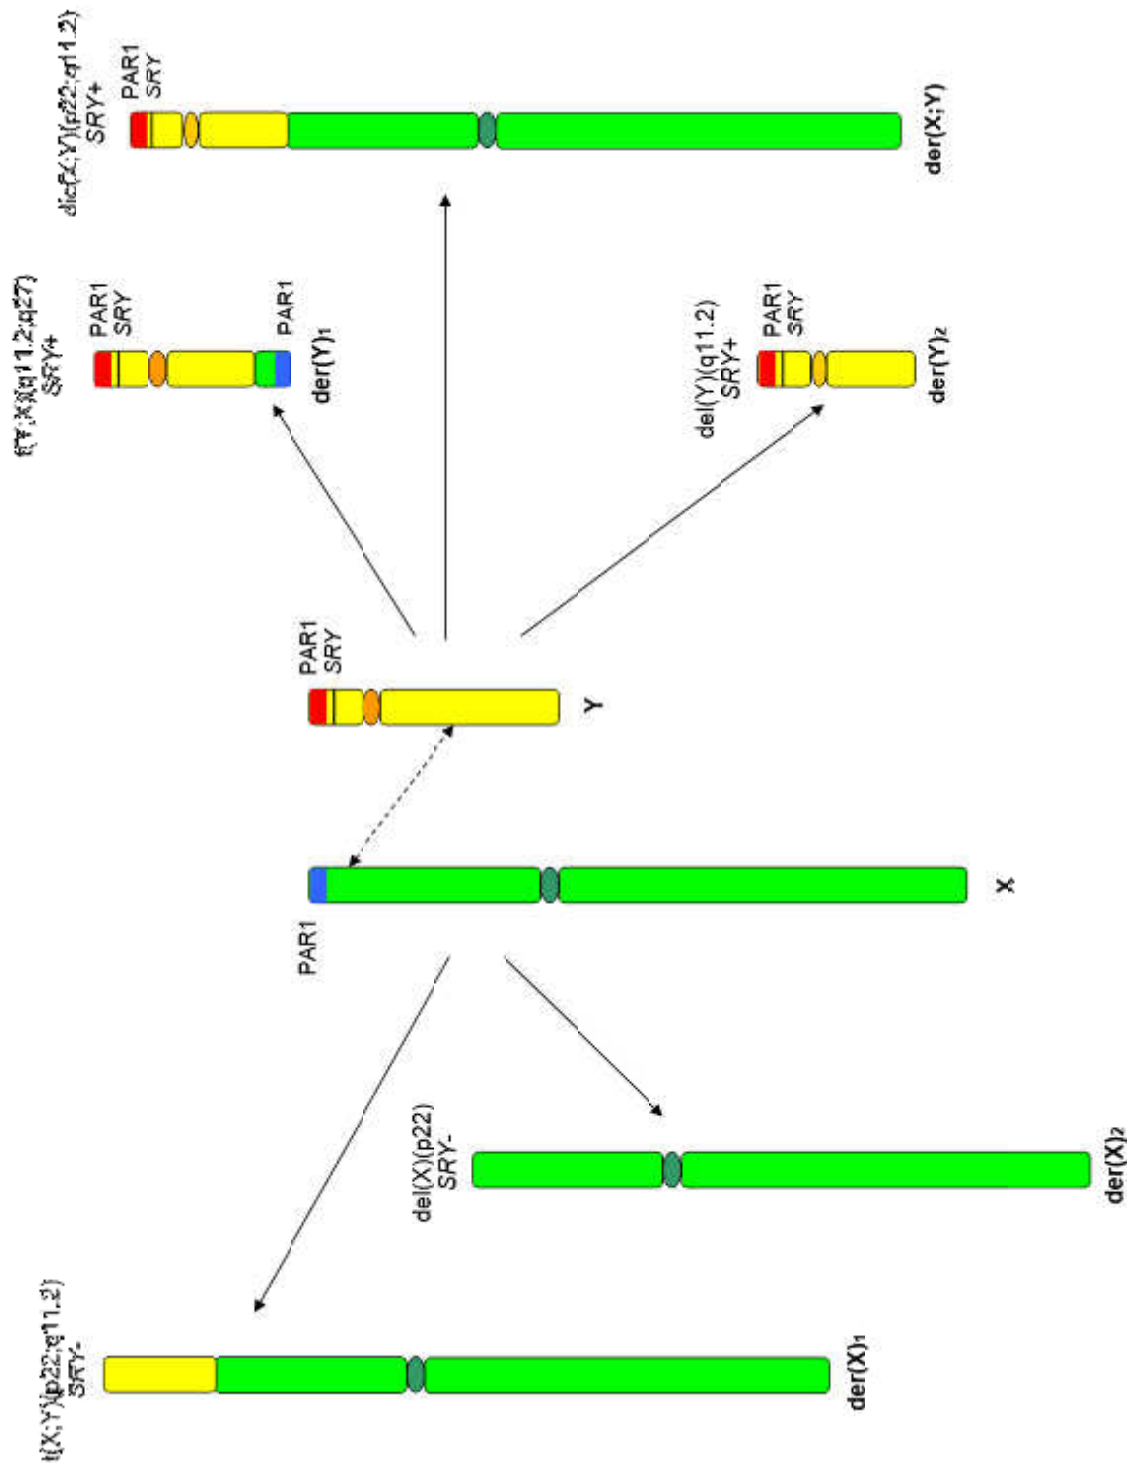 t(X;Y)(p22;q11.2)
SRY-
der(X)1
del(X)(p22)
SRY-
der(X)2
PAR1
X
PAR1
SRY
Y
t(Y;X)(q11.2;q27)
SRY+
PAR1
SRY
PAR1
der(Y)1
del(Y)(q11.2)
SRY+
PAR1
SRY
der(Y)2
dic(X;Y)(p22;q11.2)
SRY+
PAR1
SRY
der(X;Y)